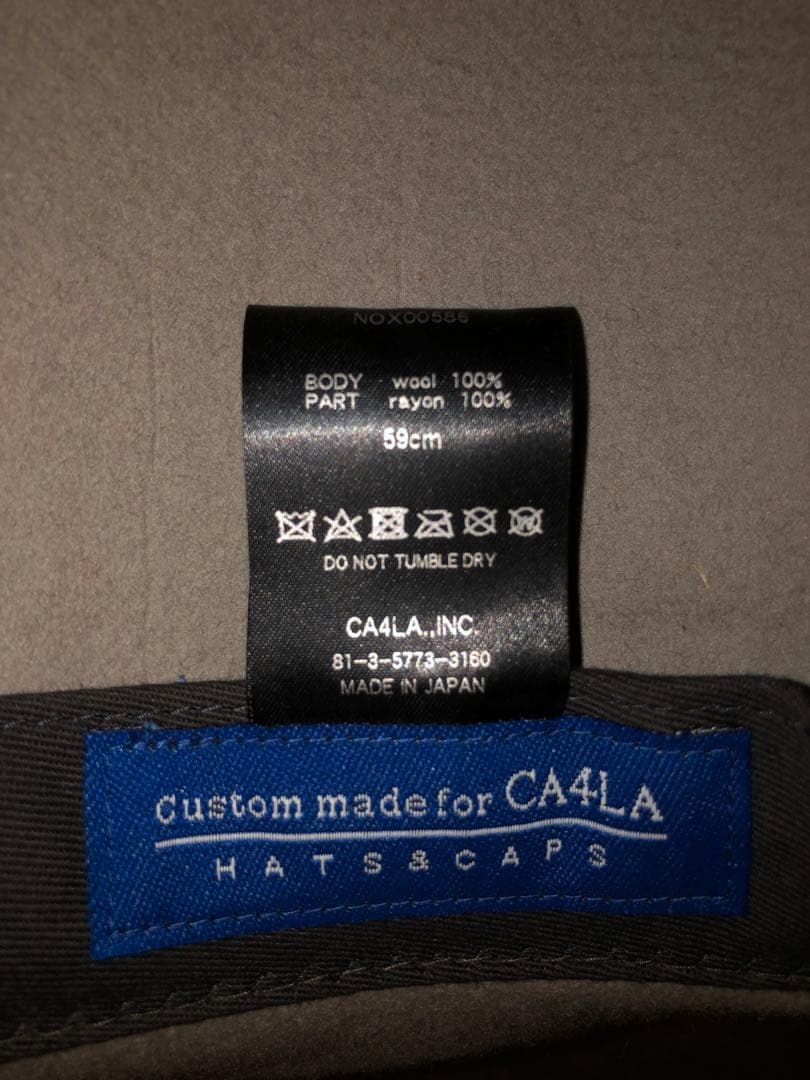 NOX00586
BODY wool 100%
PART rayon 100%
59cm
DO NOT TUMBLE DRY
CA4LA.,INC.
81-3-5773-3160
MADE IN JAPAN
custom made for CA4LA
HATS & CAPS